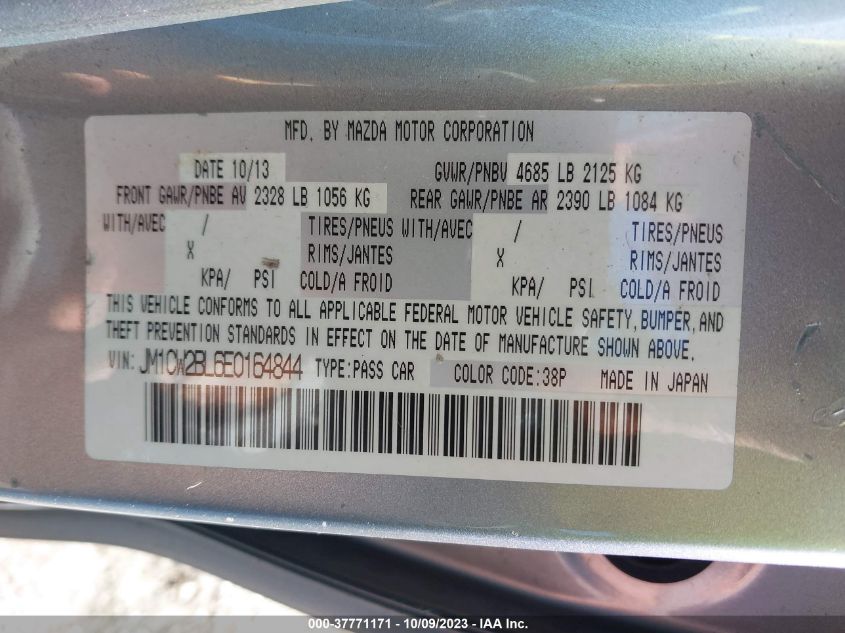 MFD. BY MAZDA MOTOR CORPORATION
DATE 10/13 GVWR/PNBV 4685 LB 2125 KG
FRONT GAWR/PNBE AV 2328 LB 1056 KG REAR GAWR/PNBE AR 2390 LB 1084 KG
WITH/AVEC / TIRES/PNEUS WITH/AVEC / TIRES/PNEUS
X RIMS/JANTES X RIMS/JANTES
KPA/ PSI COLD/A FROID KPA/ PSI COLD/A FROID
THIS VEHICLE CONFORMS TO ALL APPLICABLE FEDERAL MOTOR VEHICLE SAFETY, BUMPER, AND
THEFT PREVENTION STANDARDS IN EFFECT ON THE DATE OF MANUFACTURE SHOWN ABOVE.
VIN: JM1CW2BL6E0164844 TYPE:PASS CAR COLOR CODE:38P MADE IN JAPAN
000-37771171 - 10/09/2023 - IAA Inc.